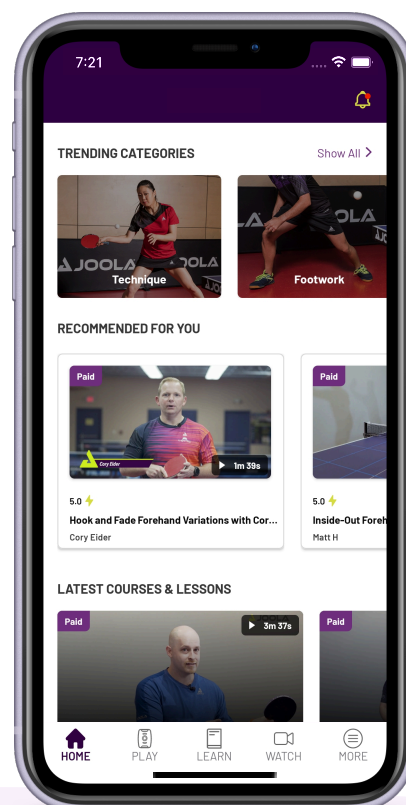 7:21
TRENDING CATEGORIES
Show All
JOOLA
JOOLA
Technique
OLA
Footwork
RECOMMENDED FOR YOU
Paid
Cory Eider
1m 39s
Paid
5.0
5.0
Hook and Fade Forehand Variations with Cor...
Inside-Out Foreh
Cory Eider
Matt H
LATEST COURSES & LESSONS
Paid
3m 37s
Paid
HOME
PLAY
LEARN
WATCH
MORE